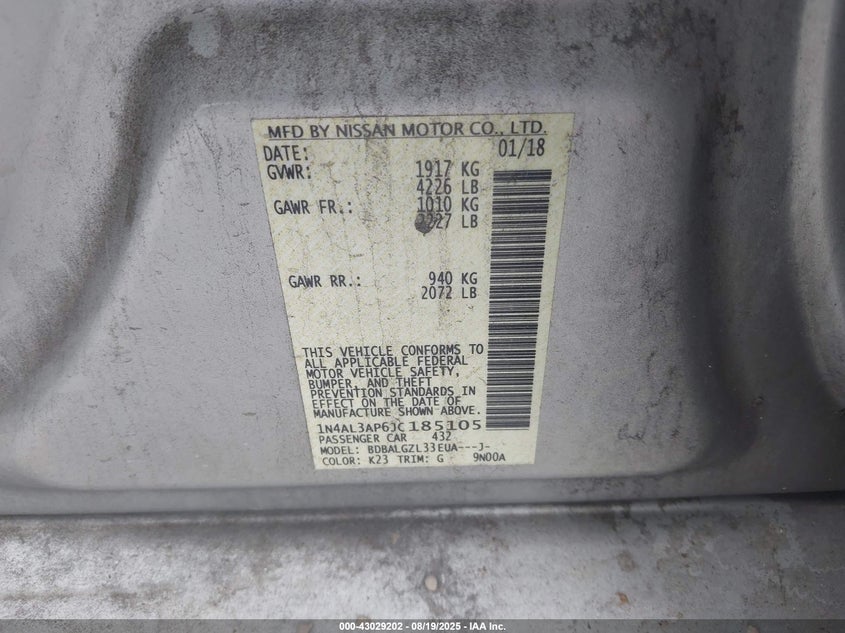 MFD BY NISSAN MOTOR CO., LTD.
DATE: 01/18
GVWR: 1917 KG
4226 LB
GAWR FR.: 1010 KG
2227 LB
GAWR RR.: 940 KG
2072 LB
THIS VEHICLE CONFORMS TO
ALL APPLICABLE FEDERAL
MOTOR VEHICLE SAFETY,
BUMPER, AND THEFT
PREVENTION STANDARDS IN
EFFECT ON THE DATE OF
MANUFACTURE SHOWN ABOVE.
1N4AL3AP6JC185105
PASSENGER CAR 432
MODEL: BDBALGZL33EUA---J-
COLOR: K23 TRIM: G 9N00A
000-43029202 - 08/19/2025 - IAA Inc.